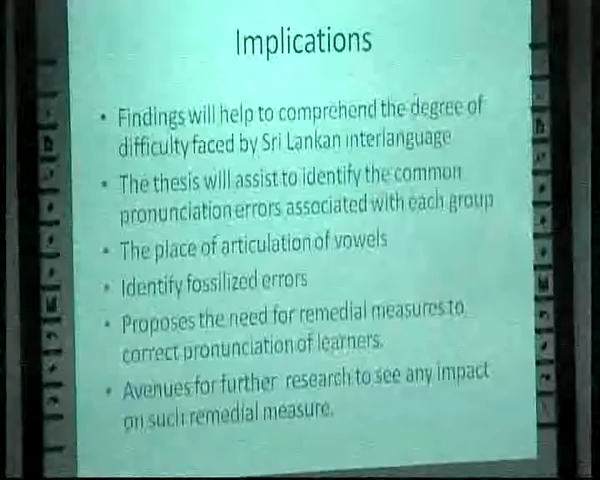 Implications
• Findings will help to comprehend the degree of
difficulty faced by Sri Lankan interlanguage
• The thesis will assist to identify the common
pronunciation errors associated with each group
• The place of articulation of vowels
• Identify fossilized errors
• Proposes the need for remedial measures to
correct pronunciation of learners.
• Avenues for further research to see any impact
on such remedial measure.